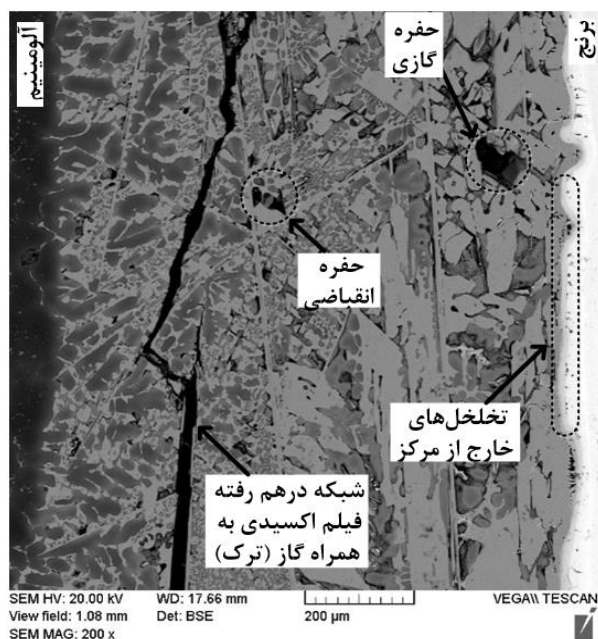 آلومینیم
برنج
حفره
گازی
حفره
انقباضی
تخلخل‌های
خارج از مرکز
شبکه درهم رفته
فیلم اکسیدی به
همراه گاز (ترک)
SEM HV: 20.00 kV WD: 17.66 mm VEGA\\ TESCAN
View field: 1.08 mm Det: BSE 200 µm
SEM MAG: 200 x